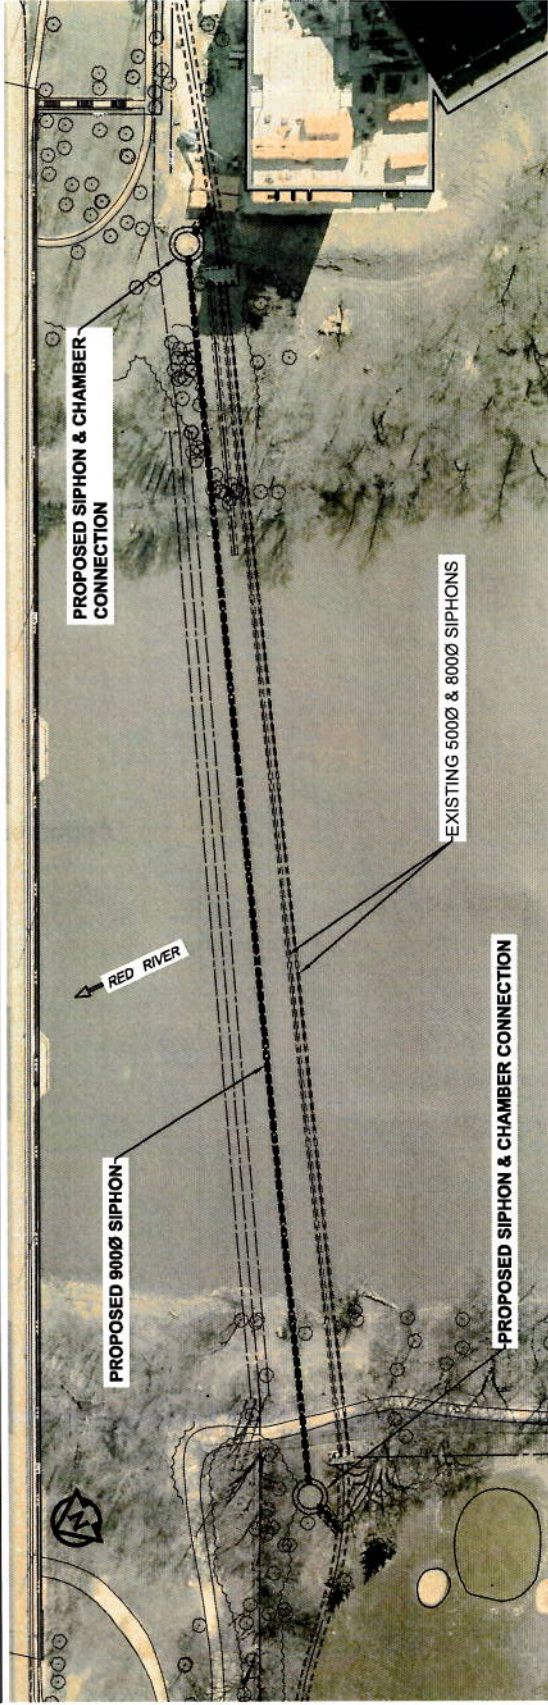 PROPOSED SIPHON & CHAMBER
CONNECTION
EXISTING 500Ø & 800Ø SIPHONS
RED RIVER
PROPOSED 900Ø SIPHON
PROPOSED SIPHON & CHAMBER CONNECTION
N